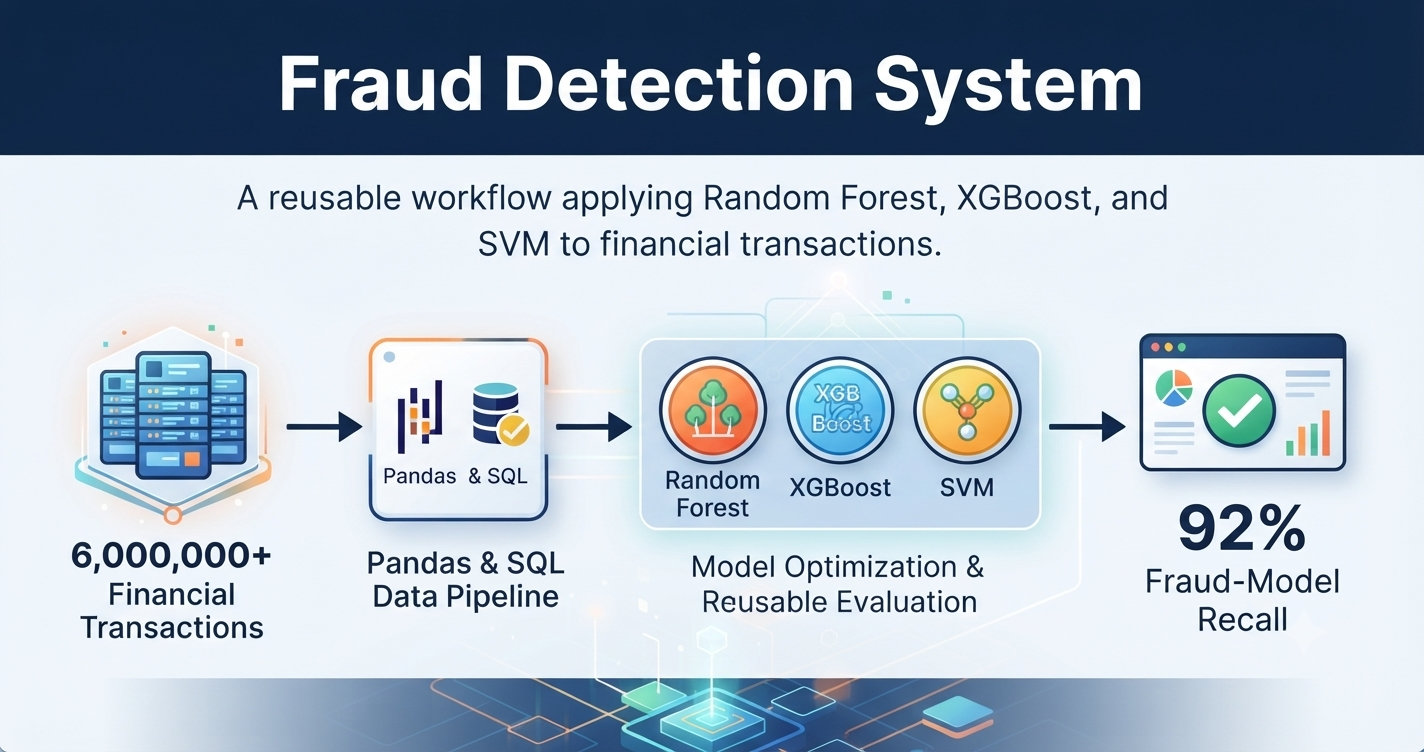 Fraud Detection System
A reusable workflow applying Random Forest, XGBoost, and
SVM to financial transactions.
6,000,000+
Financial
Transactions
Pandas & SQL
Pandas & SQL
Data Pipeline
XGB
Boost
Random
Forest
XGBoost
SVM
Model Optimization &
Reusable Evaluation
92%
Fraud-Model
Recall